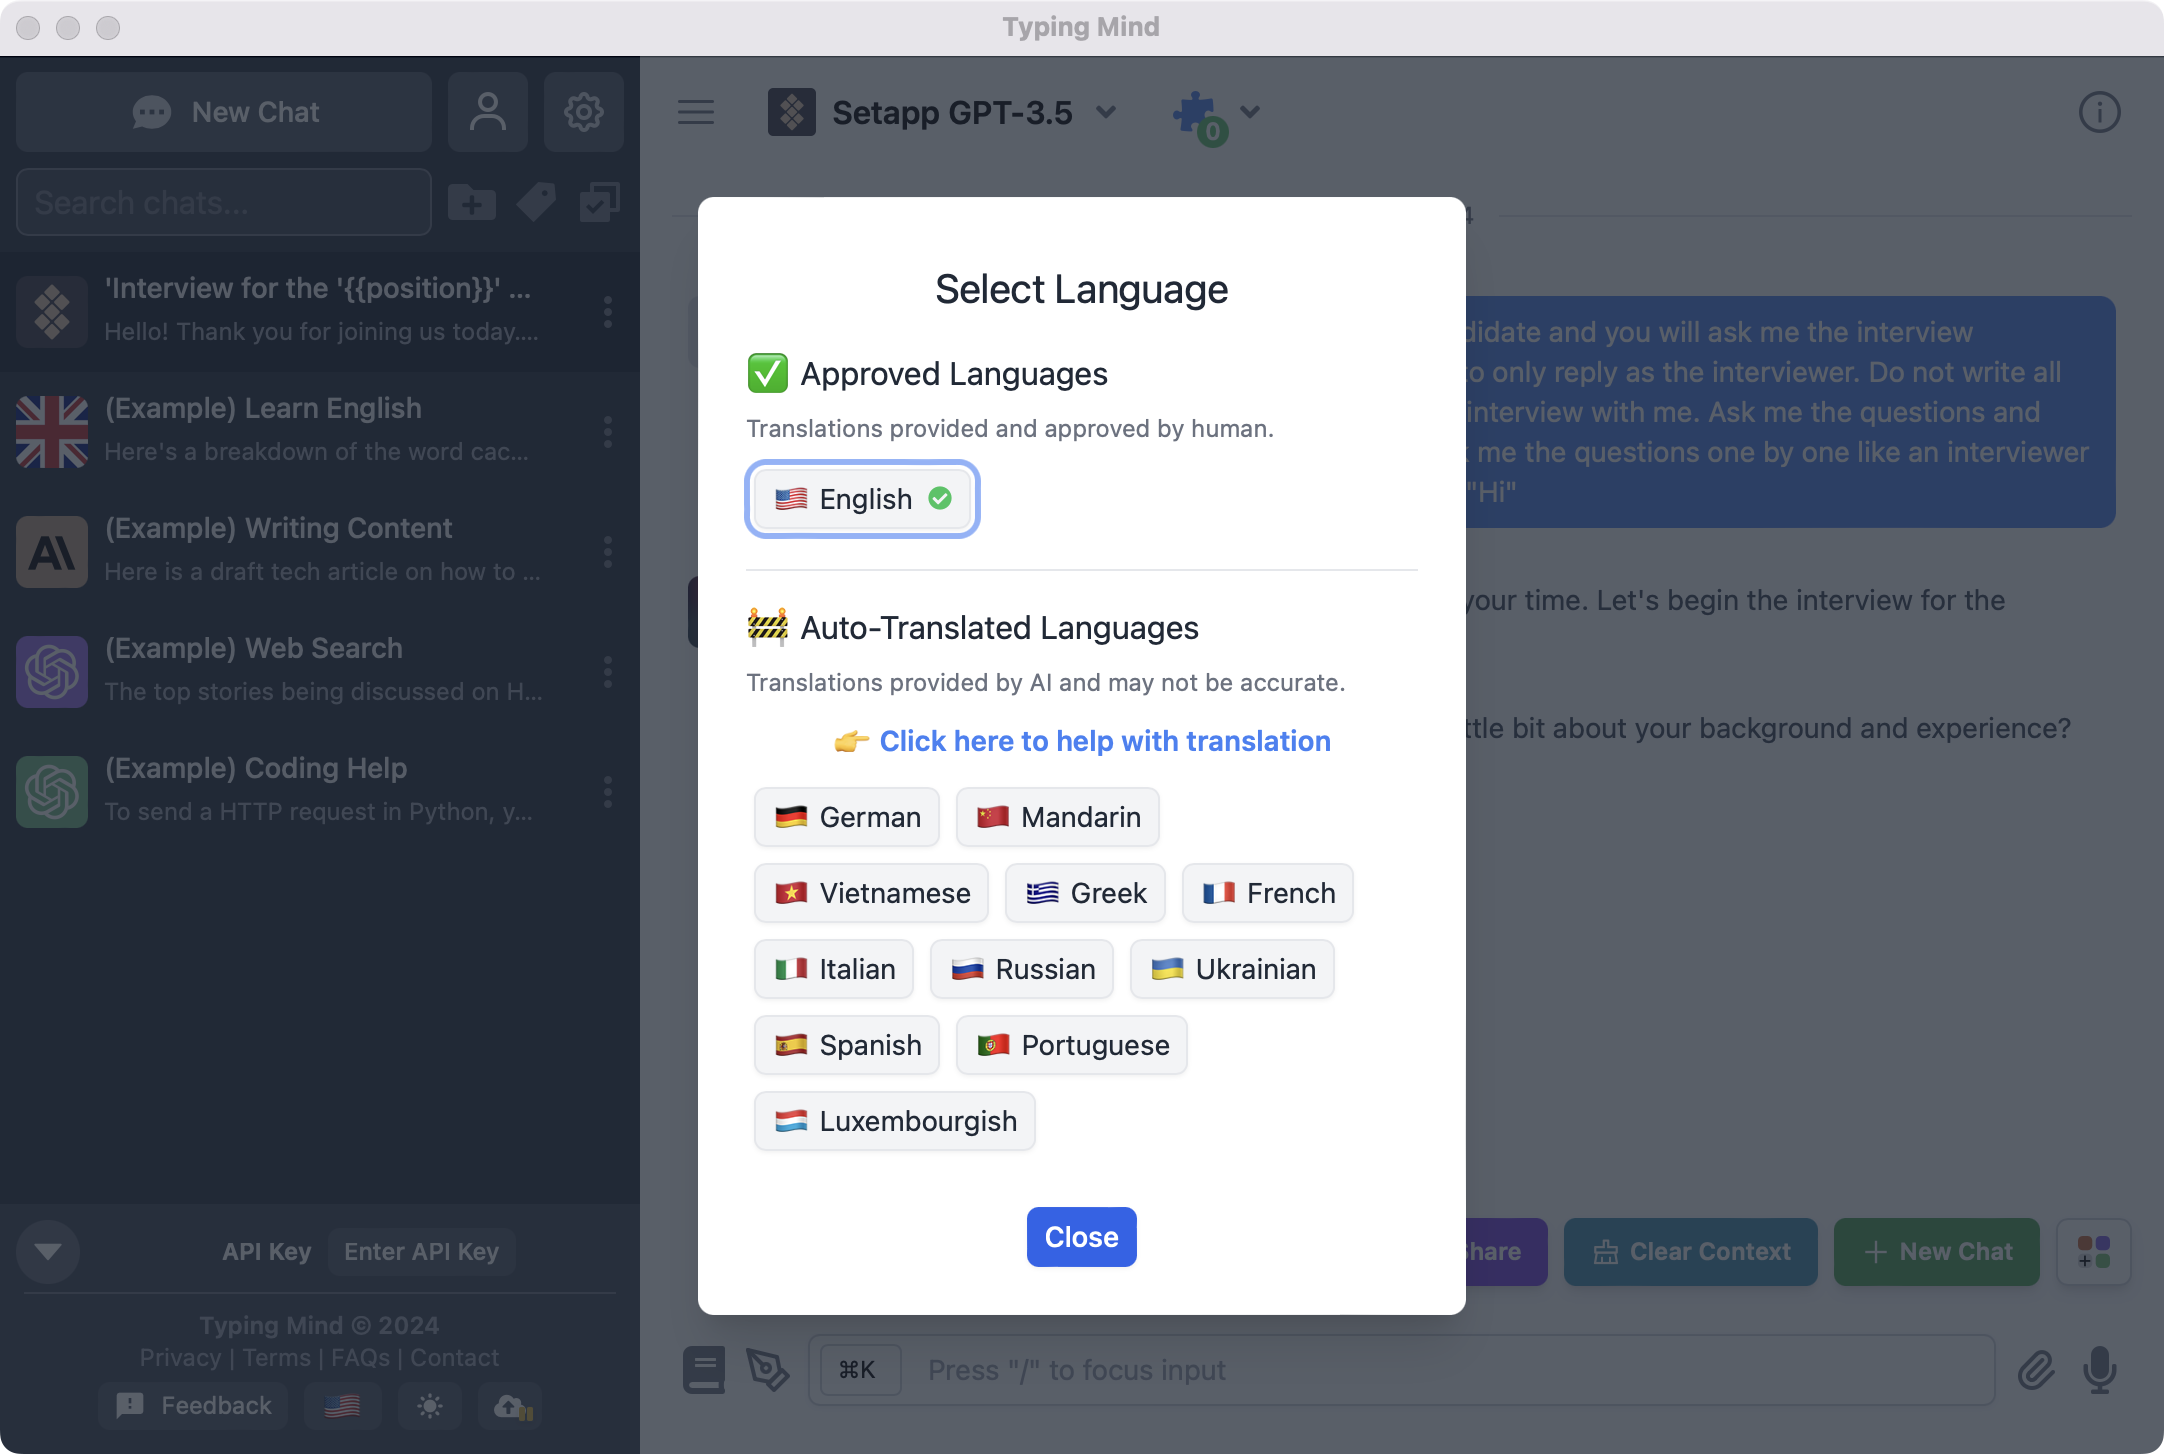 Typing Mind
New Chat
Search chats...
'Interview for the '{{position}}' ...
Hello! Thank you for joining us today....
(Example) Learn English
Here's a breakdown of the word cac...
(Example) Writing Content
Here is a draft tech article on how to ...
(Example) Web Search
The top stories being discussed on H...
(Example) Coding Help
To send a HTTP request in Python, y...
API Key Enter API Key
Typing Mind © 2024
Privacy | Terms | FAQs | Contact
Feedback
Setapp GPT-3.5
0
4
and you will ask me the interview
only reply as the interviewer. Do not write all
interview with me. Ask me the questions and
me the questions one by one like an interviewer
"Hi"
your time. Let's begin the interview for the
bit about your background and experience?
Select Language
✅ Approved Languages
Translations provided and approved by human.
English
Auto-Translated Languages
Translations provided by AI and may not be accurate.
👉 Click here to help with translation
German Mandarin
Vietnamese Greek French
Italian Russian Ukrainian
Spanish Portuguese
Luxembourgish
Close
Clear Context
New Chat
⌘K Press "/" to focus input